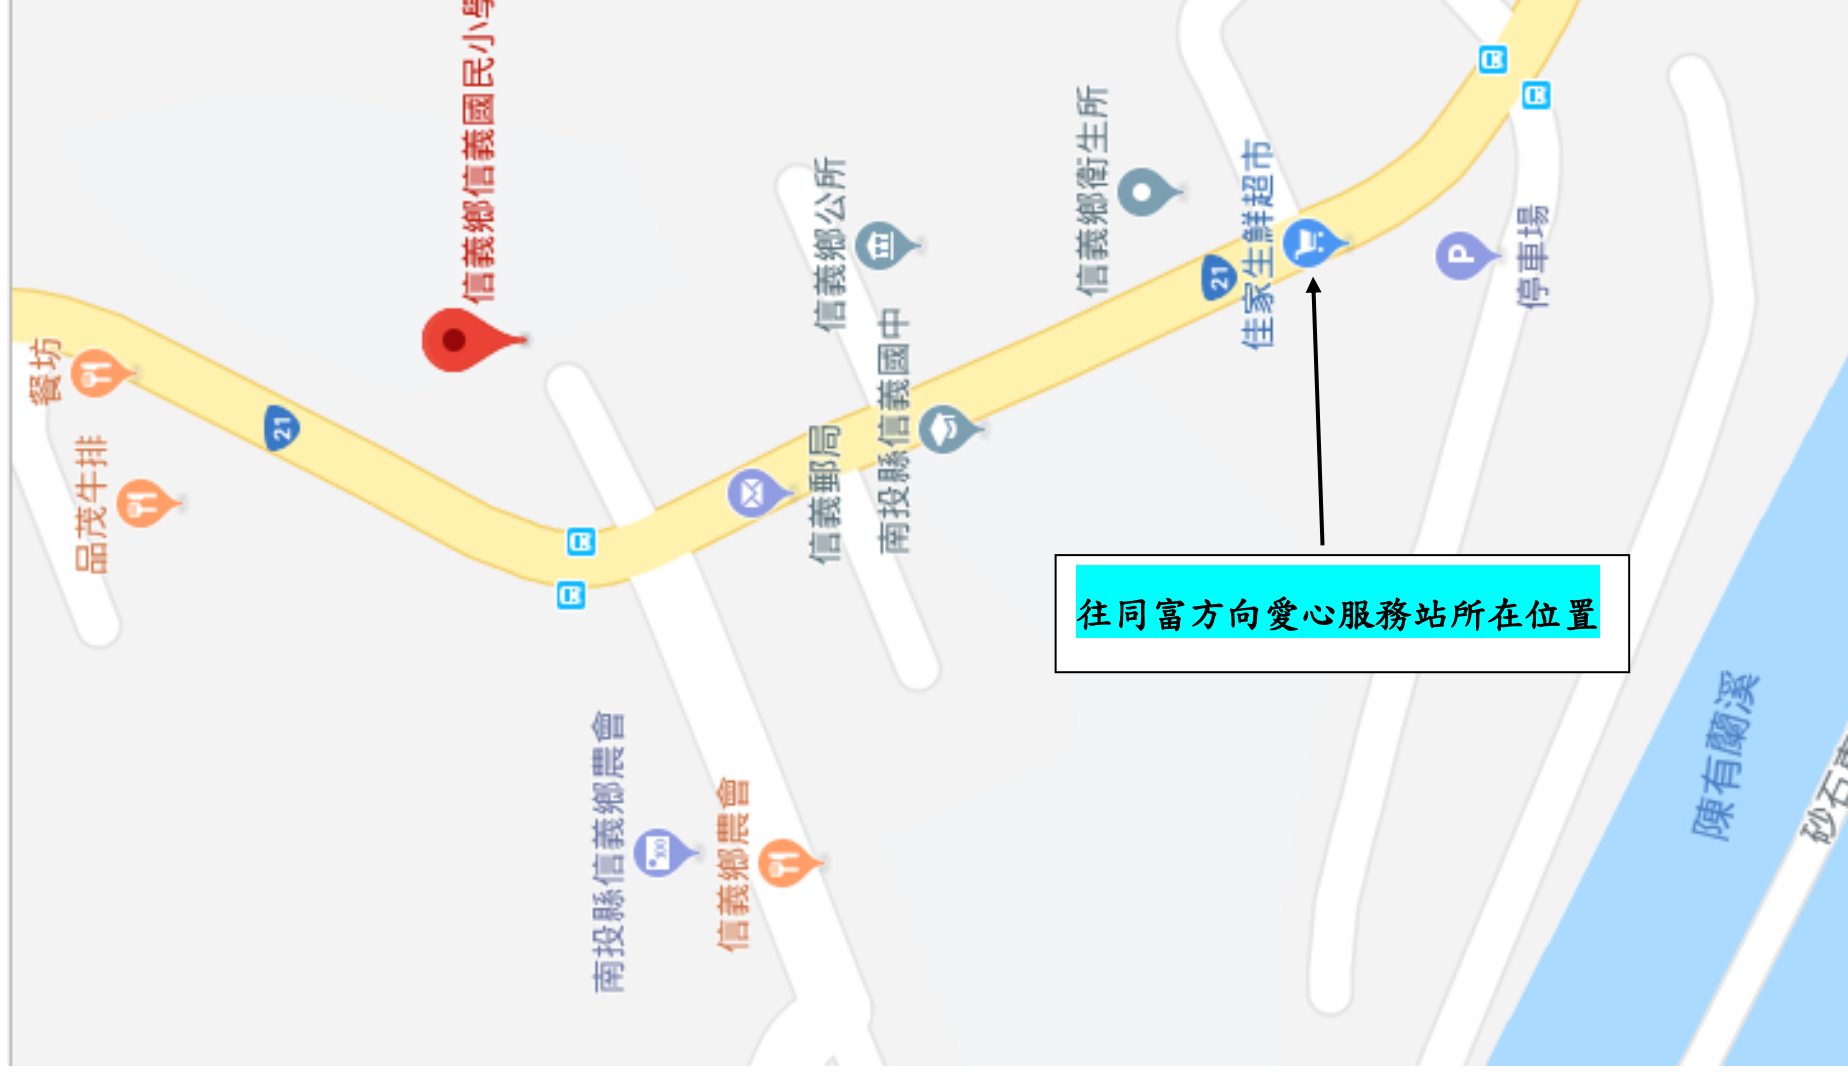 信義鄉信義國民小學
餐坊
品茂牛排
21
信義鄉公所
信義郵局
南投縣信義國中
信義鄉衛生所
21
佳家生鮮超市
P
停車場
往同富方向愛心服務站所在位置
南投縣信義鄉農會
100
信義鄉農會
陳有蘭溪
砂石